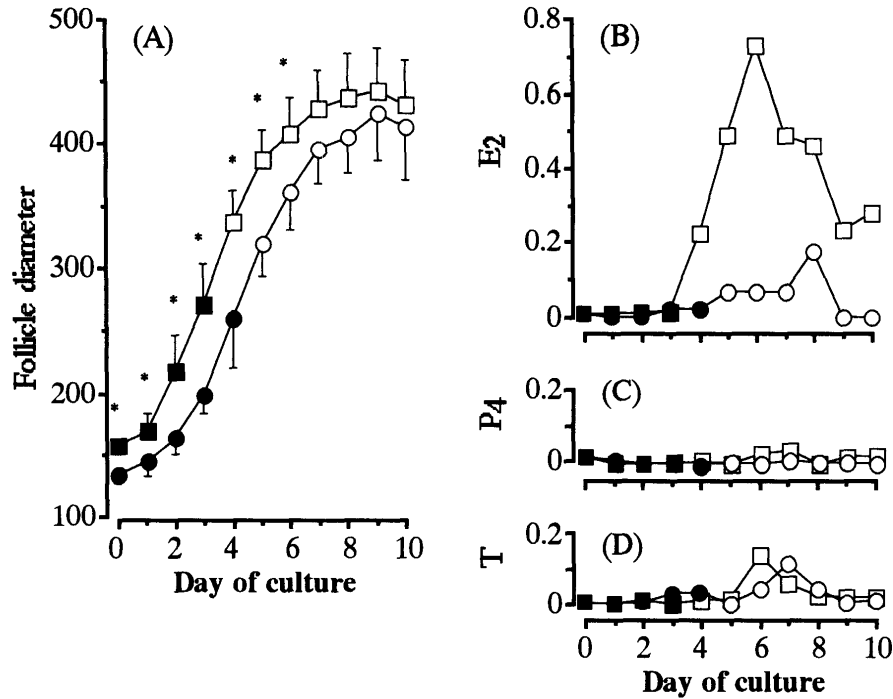 (A)
500
400
300
200
100
Follicle diameter
* * * * * * *
0 2 4 6 8 10
Day of culture
(B)
0.8
0.6
0.4
0.2
0
E2
(C)
0.2
0
P4
(D)
0.2
0
T
0 2 4 6 8 10
Day of culture